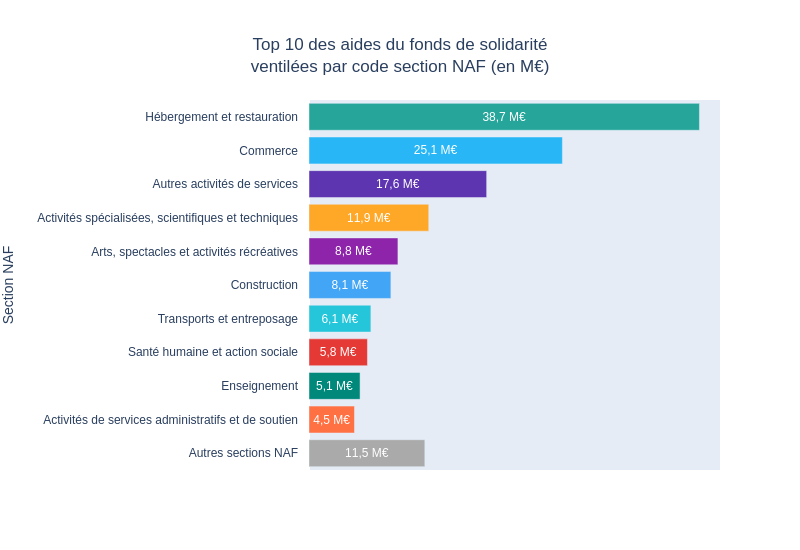 Top 10 des aides du fonds de solidarité
ventilées par code section NAF (en M€)
Section NAF
Hébergement et restauration 38,7 M€
Commerce 25,1 M€
Autres activités de services 17,6 M€
Activités spécialisées, scientifiques et techniques 11,9 M€
Arts, spectacles et activités récréatives 8,8 M€
Construction 8,1 M€
Transports et entreposage 6,1 M€
Santé humaine et action sociale 5,8 M€
Enseignement 5,1 M€
Activités de services administratifs et de soutien 4,5 M€
Autres sections NAF 11,5 M€